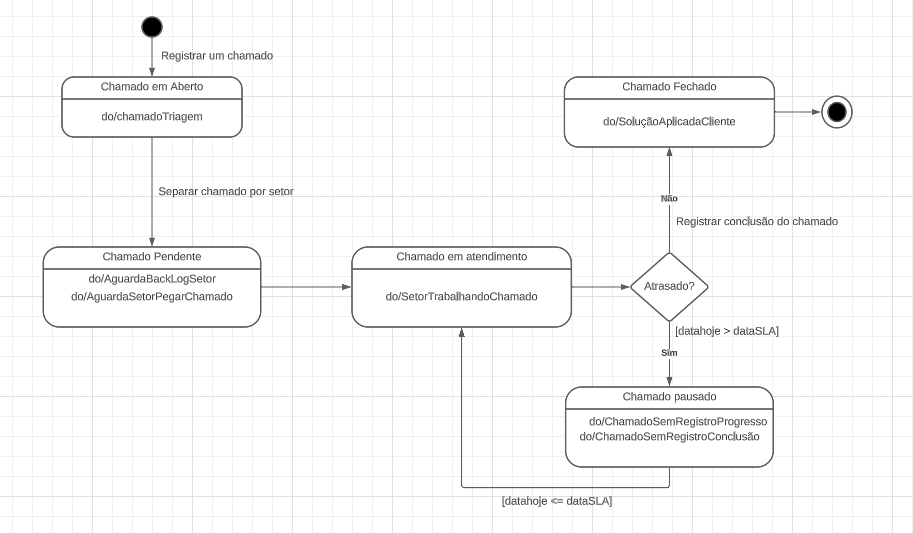 Registrar um chamado
Chamado em Aberto
do/chamadoTriagem
Separar chamado por setor
Chamado Pendente
do/AguardaBackLogSetor
do/AguardaSetorPegarChamado
Chamado em atendimento
do/SetorTrabalhandoChamado
Atrasado?
Não
Registrar conclusão do chamado
Chamado Fechado
do/SoluçãoAplicadaCliente
[datahoje > dataSLA]
Sim
Chamado pausado
do/ChamadoSemRegistroProgresso
do/ChamadoSemRegistroConclusão
[datahoje <= dataSLA]